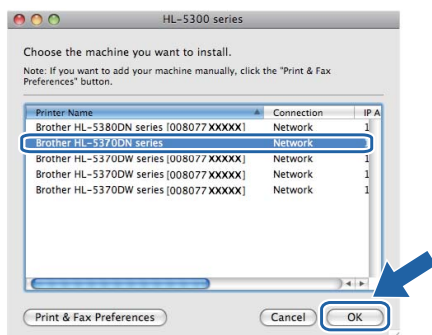 HL-5300 series
Choose the machine you want to install.
Note: If you want to add your machine manually, click the "Print & Fax
Preferences" button.
Printer Name Connection IP A
Brother HL-5380DN series [008077XXXXX] Network 1
Brother HL-5370DN series Network
Brother HL-5370DW series [008077XXXXX] Network 1
Brother HL-5370DW series [008077XXXXX] Network 1
Brother HL-5370DW series [008077XXXXX] Network 1
Print & Fax Preferences Cancel OK